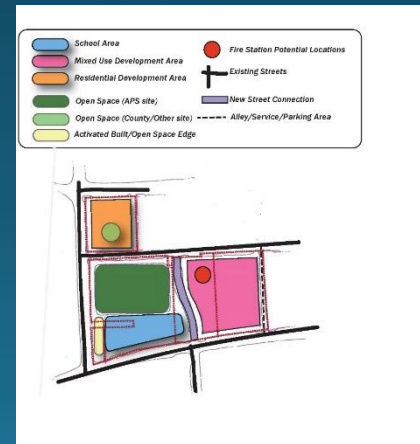 School Area
Mixed Use Development Area
Residential Development Area
Open Space (APS site)
Open Space (County/Other site)
Activated Built/Open Space Edge
Fire Station Potential Locations
Existing Streets
New Street Connection
Alley/Service/Parking Area